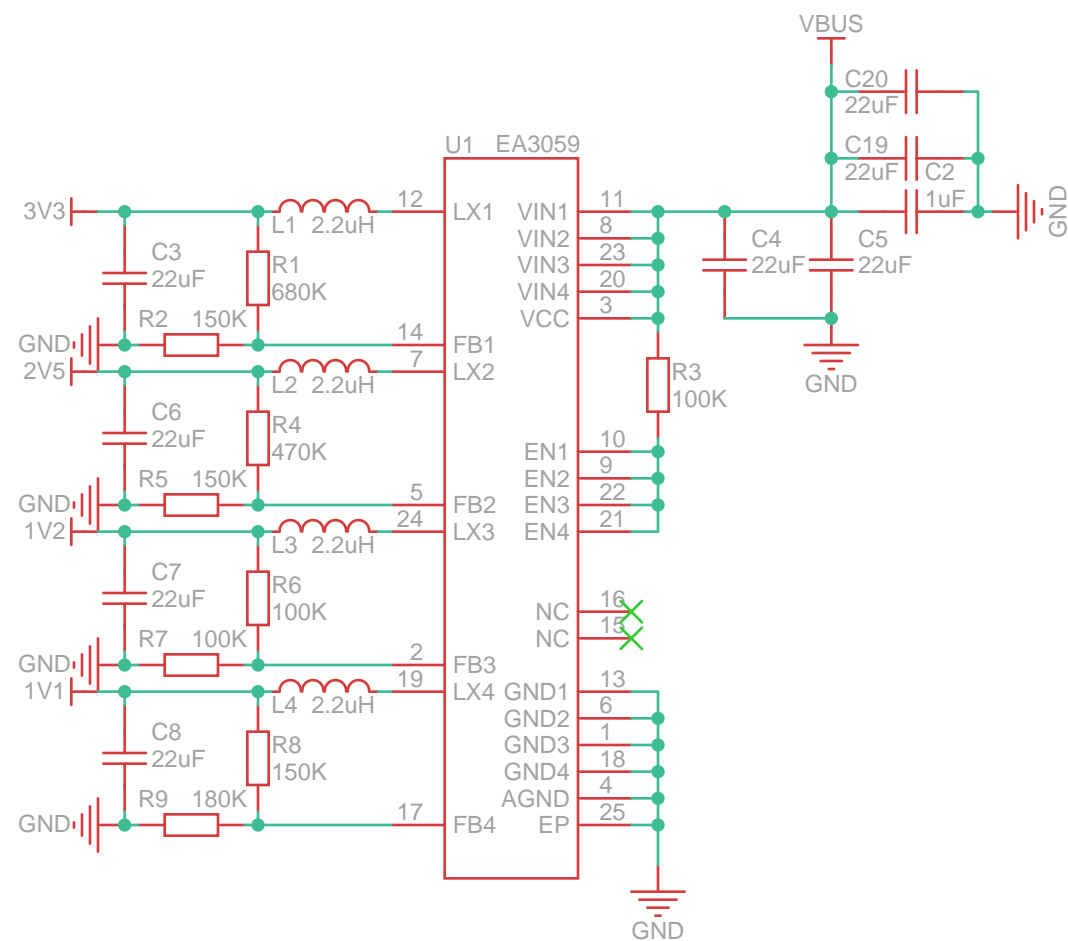 VBUS
C20
22uF
C19
22uF
C2
1uF
GND
U1 EA3059
3V3
L1 2.2uH
12 LX1
VIN1 11
VIN2 8
VIN3 23
VIN4 20
VCC 3
C4
22uF
C5
22uF
GND
C3
22uF
R1
680K
R2 150K
GND
14 FB1
2V5
L2 2.2uH
7 LX2
R3
100K
C6
22uF
R4
470K
R5 150K
GND
5 FB2
EN1 10
EN2 9
EN3 22
EN4 21
1V2
L3 2.2uH
24 LX3
C7
22uF
R6
100K
R7 100K
GND
2 FB3
NC 16
NC 15
1V1
L4 2.2uH
19 LX4
GND1 13
GND2 6
GND3 1
GND4 18
AGND 4
EP 25
C8
22uF
R8
150K
R9 180K
GND
17 FB4
GND